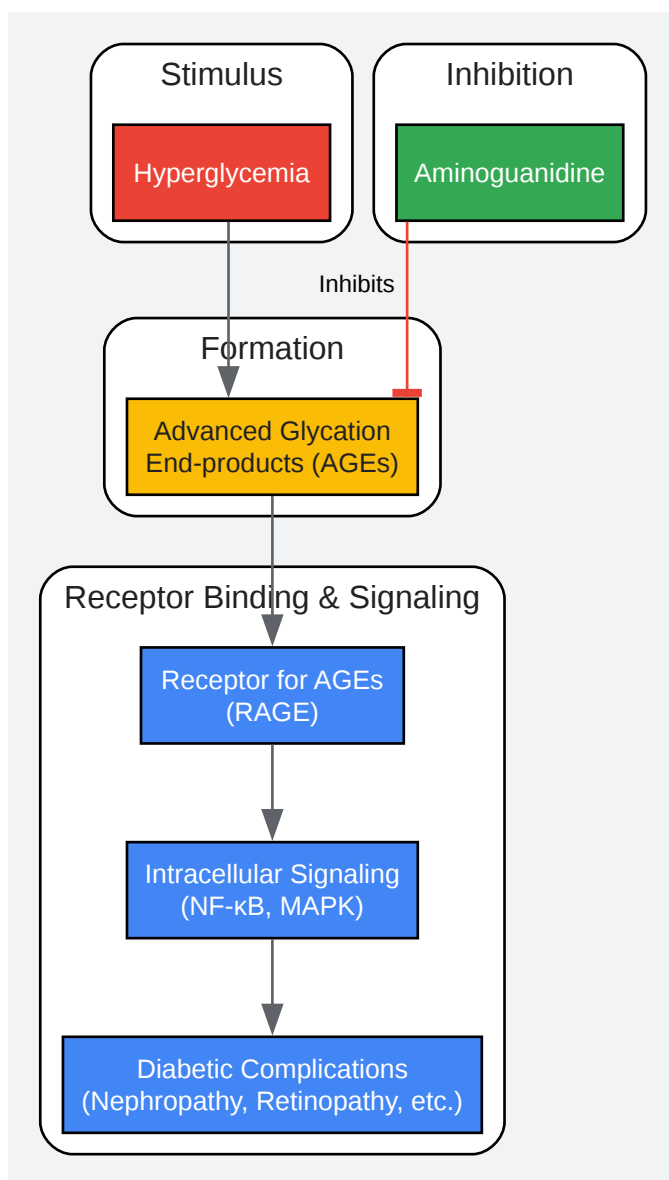 Stimulus
Inhibition
Hyperglycemia
Aminoguanidine
Inhibits
Formation
Advanced Glycation
End-products (AGEs)
Receptor Binding & Signaling
Receptor for AGEs
(RAGE)
Intracellular Signaling
(NF-κB, MAPK)
Diabetic Complications
(Nephropathy, Retinopathy, etc.)